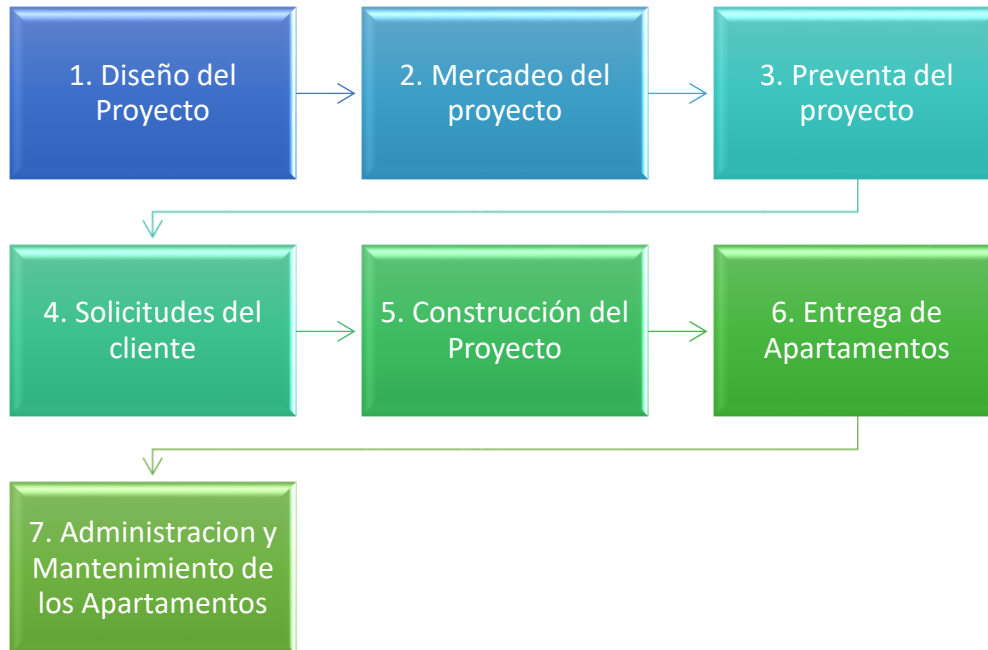 1. Diseño del
Proyecto
2. Mercadeo del
proyecto
3. Preventa del
proyecto
4. Solicitudes del
cliente
5. Construcción del
Proyecto
6. Entrega de
Apartamentos
7. Administracion y
Mantenimiento de
los Apartamentos